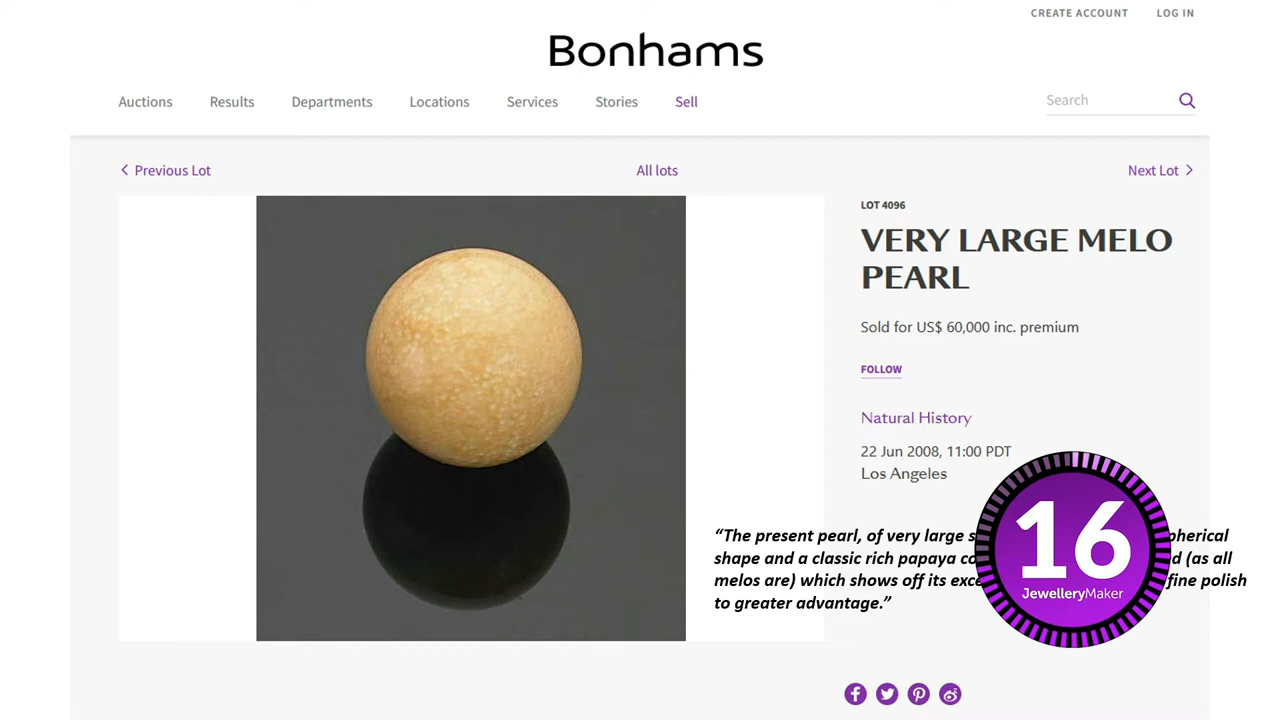 CREATE ACCOUNT LOG IN
Bonhams
Auctions Results Departments Locations Services Stories Sell
Search
Previous Lot All lots Next Lot
LOT 4096
VERY LARGE MELO
PEARL
Sold for US$ 60,000 inc. premium
FOLLOW
Natural History
22 Jun 2008, 11:00 PDT
Los Angeles
“The present pearl, of very large
shape and a classic rich papaya (as all
melos are) which shows off its fine polish
to greater advantage.”
16
JewelleryMaker